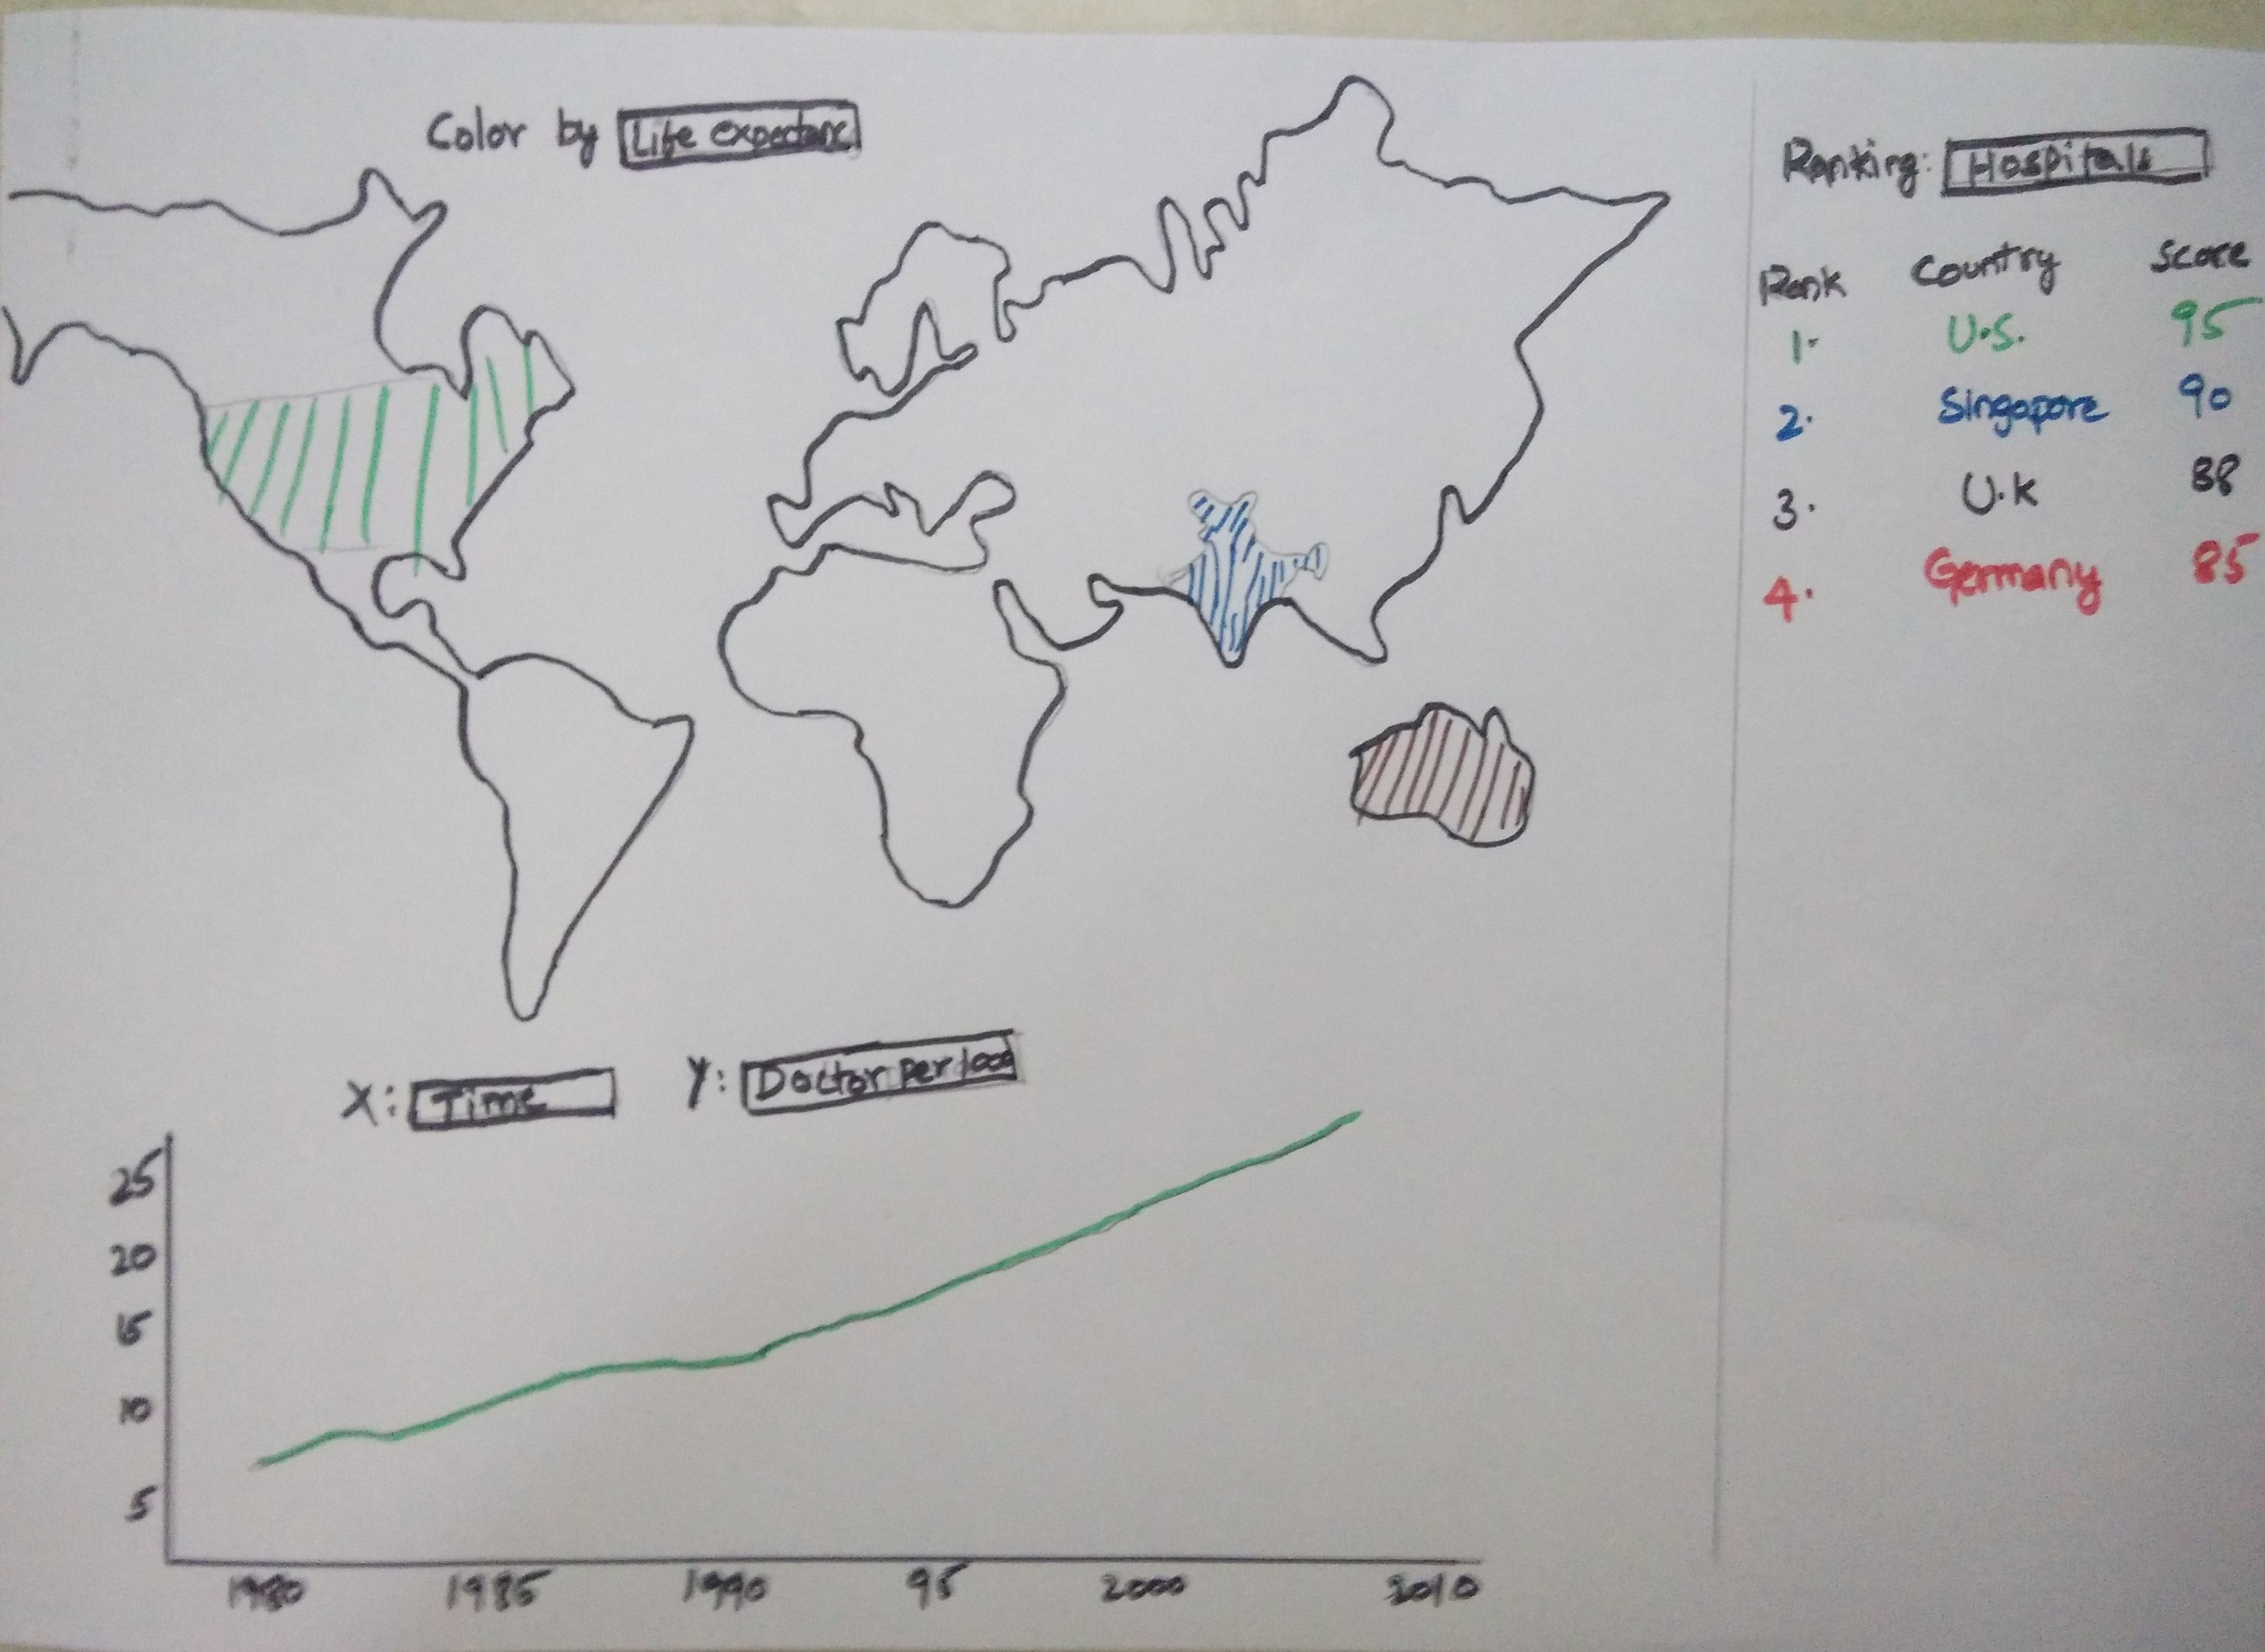 Color by Life expectanc
Ranking: Hospitals
Rank Country Score
1. U.S. 95
2. Singapore 90
3. U.K 88
4. Germany 85
X: Time Y: Doctor per 1000
25
20
15
10
5
1980 1985 1990 95 2000 2010